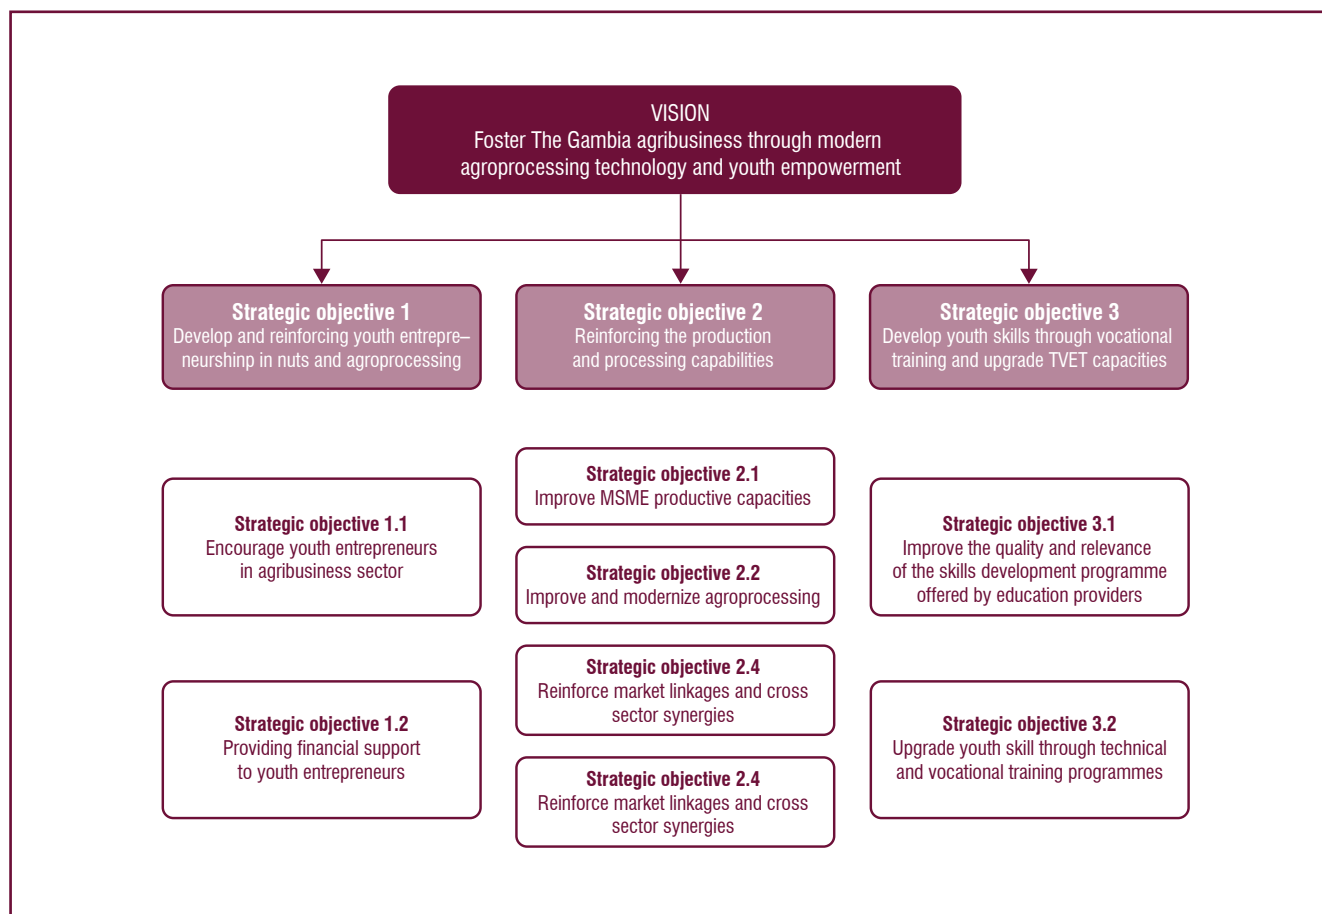 VISION
Foster The Gambia agribusiness through modern
agroprocessing technology and youth empowerment
Strategic objective 1
Develop and reinforcing youth entrepre–
neurship in nuts and agroprocessing
Strategic objective 2
Reinforcing the production
and processing capabilities
Strategic objective 3
Develop youth skills through vocational
training and upgrade TVET capacities
Strategic objective 1.1
Encourage youth entrepreneurs
in agribusiness sector
Strategic objective 1.2
Providing financial support
to youth entrepreneurs
Strategic objective 2.1
Improve MSME productive capacities
Strategic objective 2.2
Improve and modernize agroprocessing
Strategic objective 2.4
Reinforce market linkages and cross
sector synergies
Strategic objective 2.4
Reinforce market linkages and cross
sector synergies
Strategic objective 3.1
Improve the quality and relevance
of the skills development programme
offered by education providers
Strategic objective 3.2
Upgrade youth skill through technical
and vocational training programmes